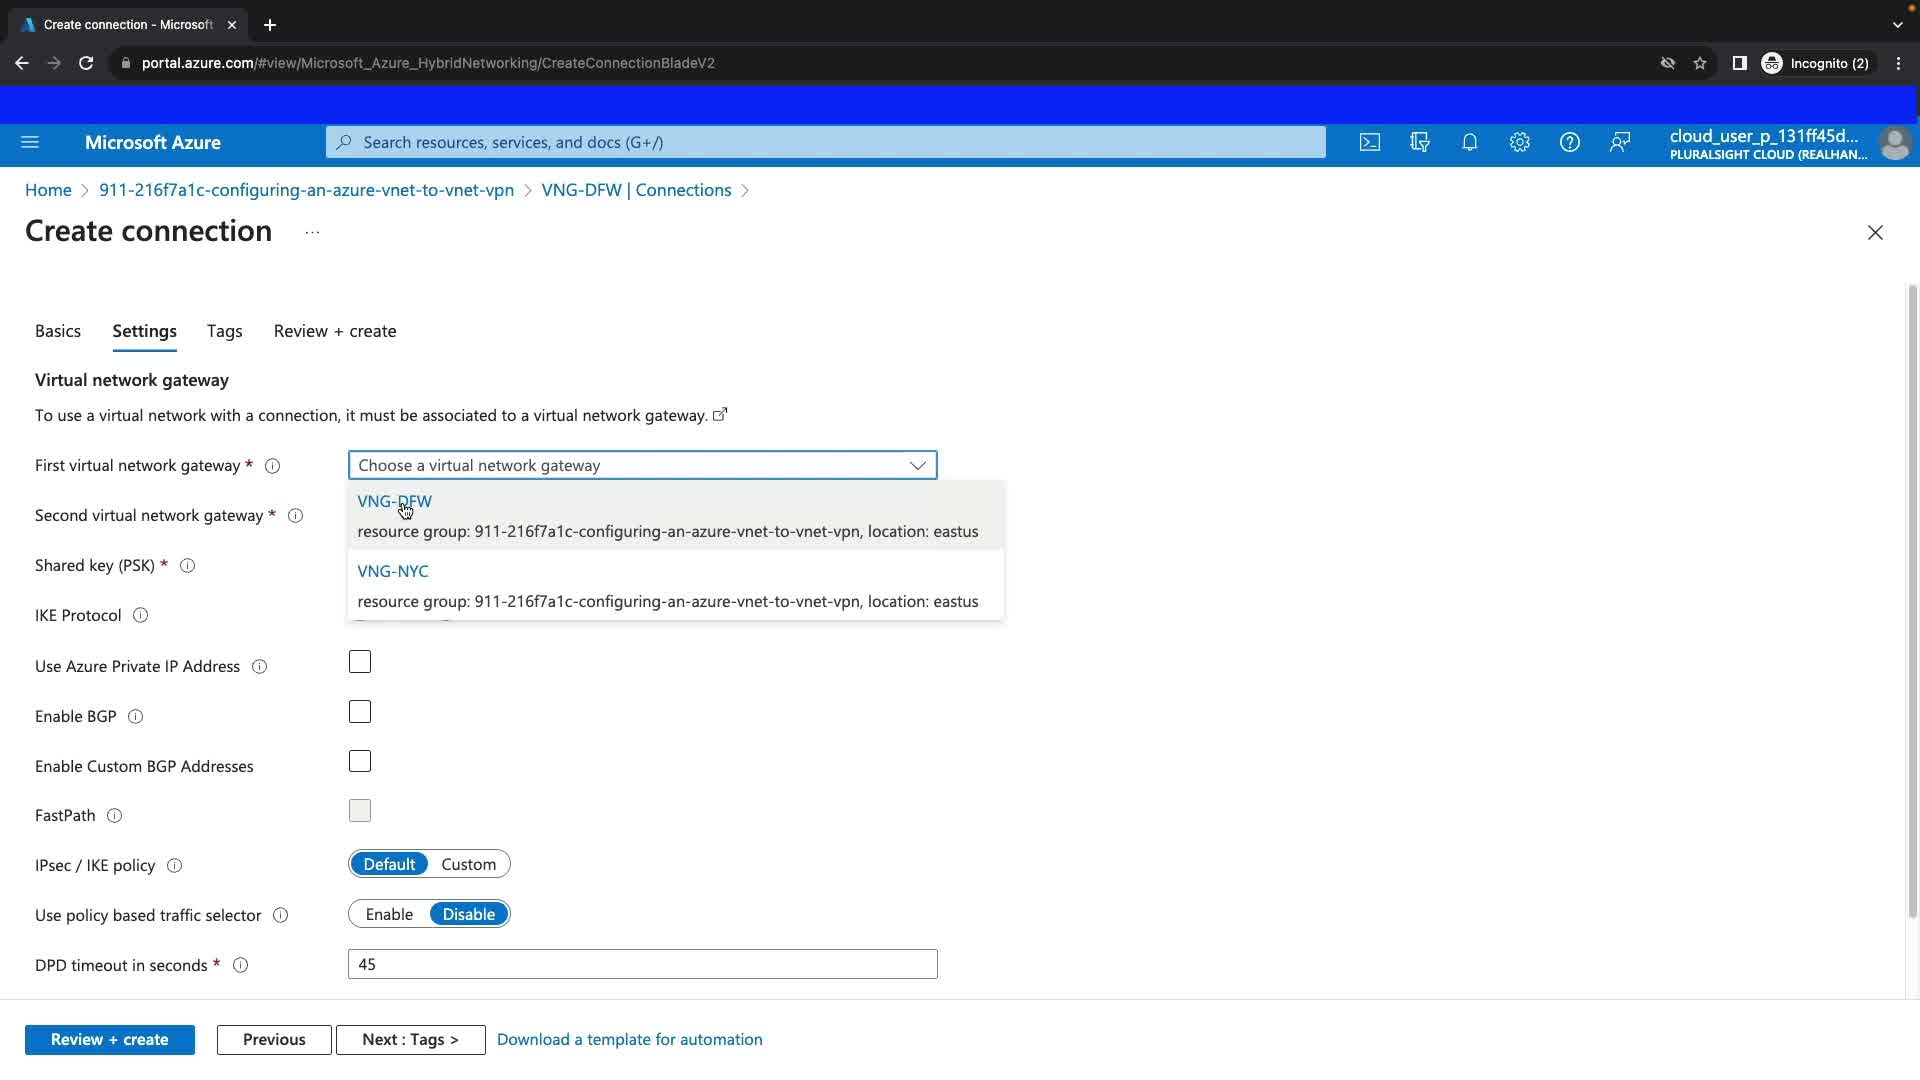 Create connection - Microsoft
portal.azure.com/#view/Microsoft_Azure_HybridNetworking/CreateConnectionBladeV2
Incognito (2)
Microsoft Azure
Search resources, services, and docs (G+/)
cloud_user_p_131ff45d...
PLURALSIGHT CLOUD (REALHAN...
Home > 911-216f7a1c-configuring-an-azure-vnet-to-vnet-vpn > VNG-DFW | Connections >
Create connection ...
Basics Settings Tags Review + create
Virtual network gateway
To use a virtual network with a connection, it must be associated to a virtual network gateway.
First virtual network gateway * Choose a virtual network gateway
VNG-DFW
Second virtual network gateway *
resource group: 911-216f7a1c-configuring-an-azure-vnet-to-vnet-vpn, location: eastus
Shared key (PSK) *
VNG-NYC
resource group: 911-216f7a1c-configuring-an-azure-vnet-to-vnet-vpn, location: eastus
IKE Protocol
Use Azure Private IP Address
Enable BGP
Enable Custom BGP Addresses
FastPath
IPsec / IKE policy Default Custom
Use policy based traffic selector Enable Disable
DPD timeout in seconds * 45
Review + create Previous Next : Tags > Download a template for automation